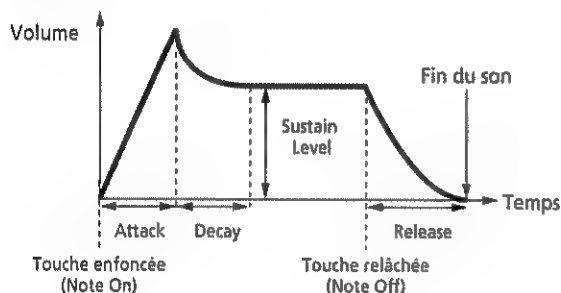 Volume
Fin du son
Sustain
Level
Temps
Attack
Decay
Release
Touche enfoncée
(Note On)
Touche relâchée
(Note Off)